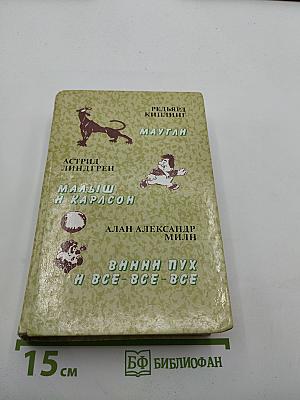 РЕДЬЯРД
КИПЛИНГ
МАУГЛИ
АСТРИД
ЛИНДГРЕН
МАЛЫШ
И КАРЛСОН
АЛАН АЛЕКСАНДР
МИЛН
ВИННИ ПУХ
И ВСЕ-ВСЕ-ВСЕ
15 см
БФ БИБЛИОФАН